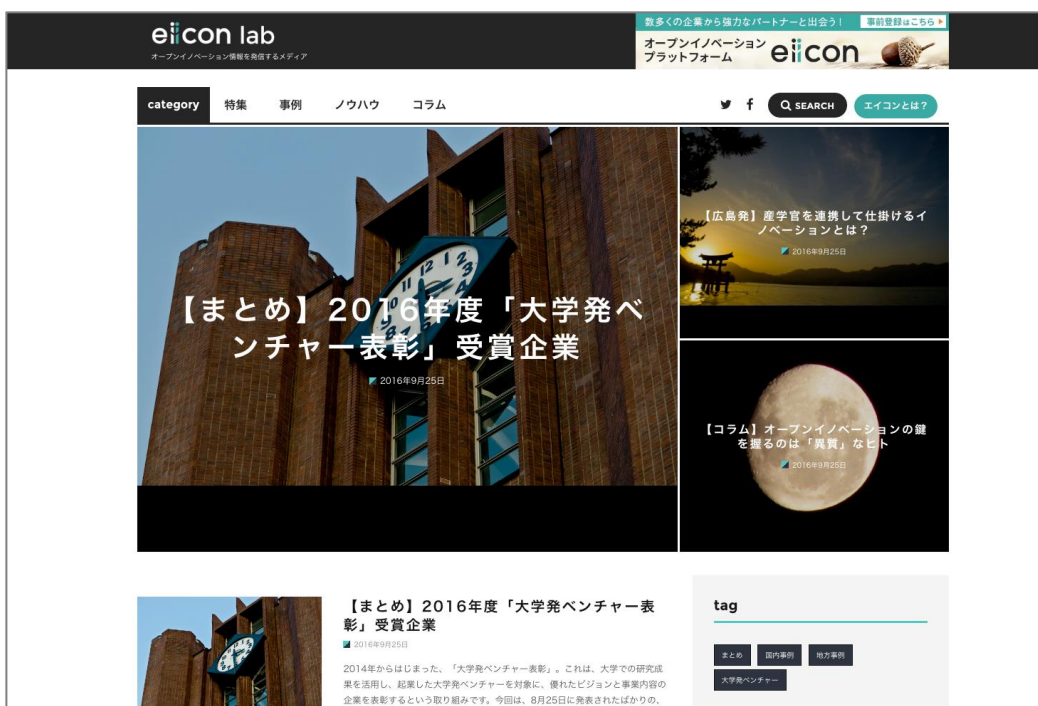 eiicon lab
オープンイノベーション情報を発信するメディア
数多くの企業から強力なパートナーと出会う！
事前登録はこちら
オープンイノベーション
プラットフォーム
eiicon
category
特集
事例
ノウハウ
コラム
SEARCH
エイコンとは？
【まとめ】2016年度「大学発ベ
ンチャー表彰」受賞企業
2016年9月25日
【広島発】産学官を連携して仕掛けるイ
ノベーションとは？
2016年9月25日
【コラム】オープンイノベーションの鍵
を握るのは「異質」なヒト
2016年9月25日
【まとめ】2016年度「大学発ベンチャー表
彰」受賞企業
2016年9月25日
2014年からはじまった、「大学発ベンチャー表彰」。これは、大学での研究成
果を活用し、起業した大学発ベンチャーを対象に、優れたビジョンと事業内容の
企業を表彰するという取り組みです。今回は、8月25日に発表されたばかりの、
tag
まとめ
国内事例
地方事例
大学発ベンチャー